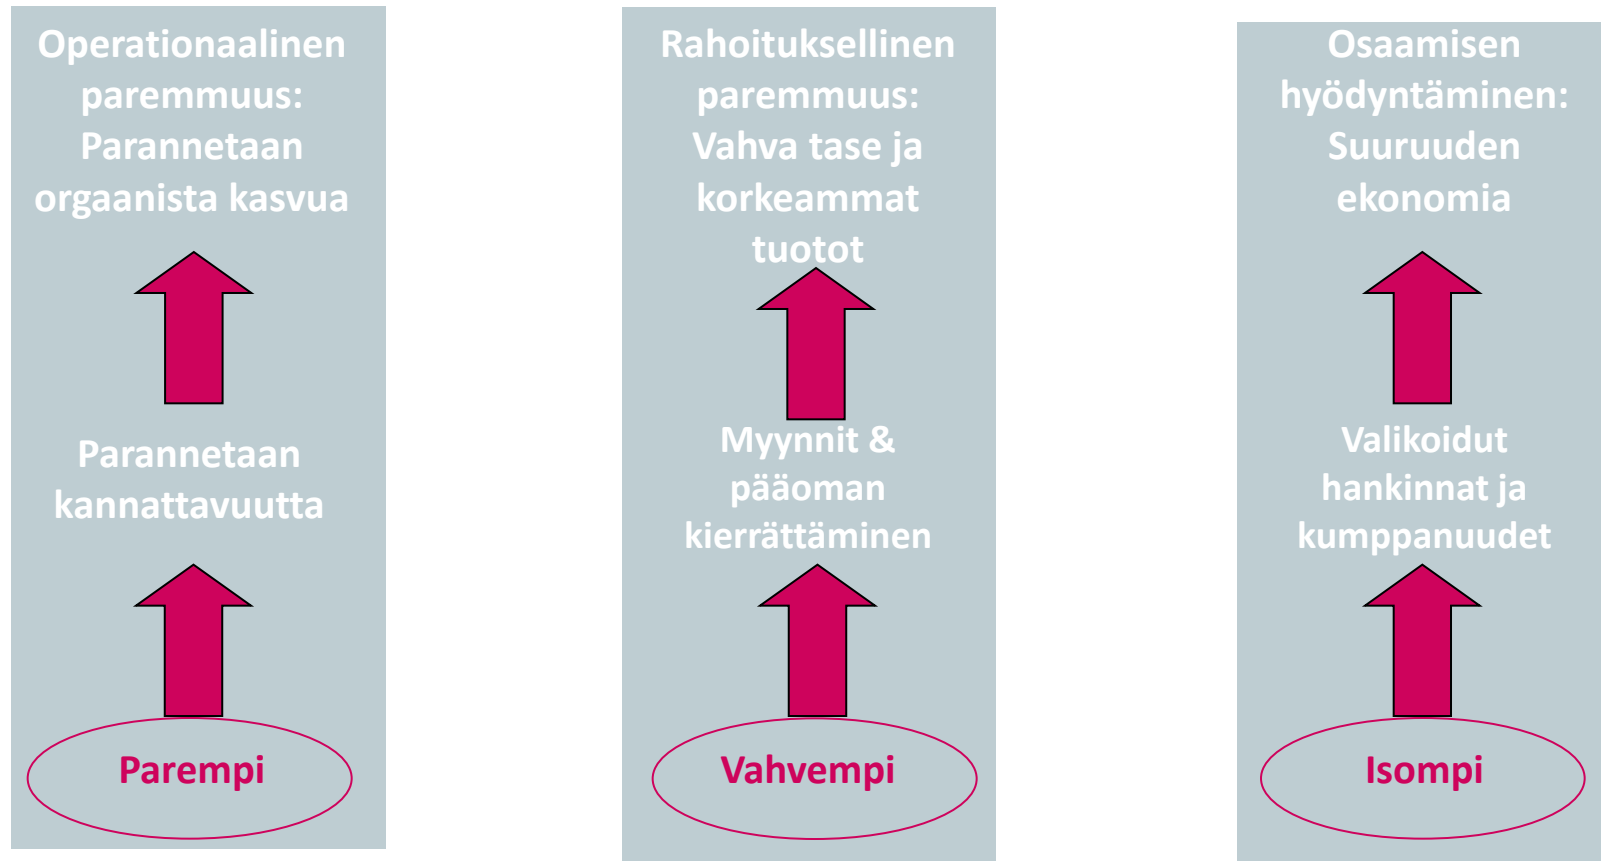 Operationaalinen
paremmuus:
Parannetaan
orgaanista kasvua
Parannetaan
kannattavuutta
Parempi
Rahoituksellinen
paremmuus:
Vahva tase ja
korkeammat
tuotot
Myynnit &
pääoman
kierrättäminen
Vahvempi
Osaamisen
hyödyntäminen:
Suuruuden
ekonomia
Valikoidut
hankinnat ja
kumppanuudet
Isompi